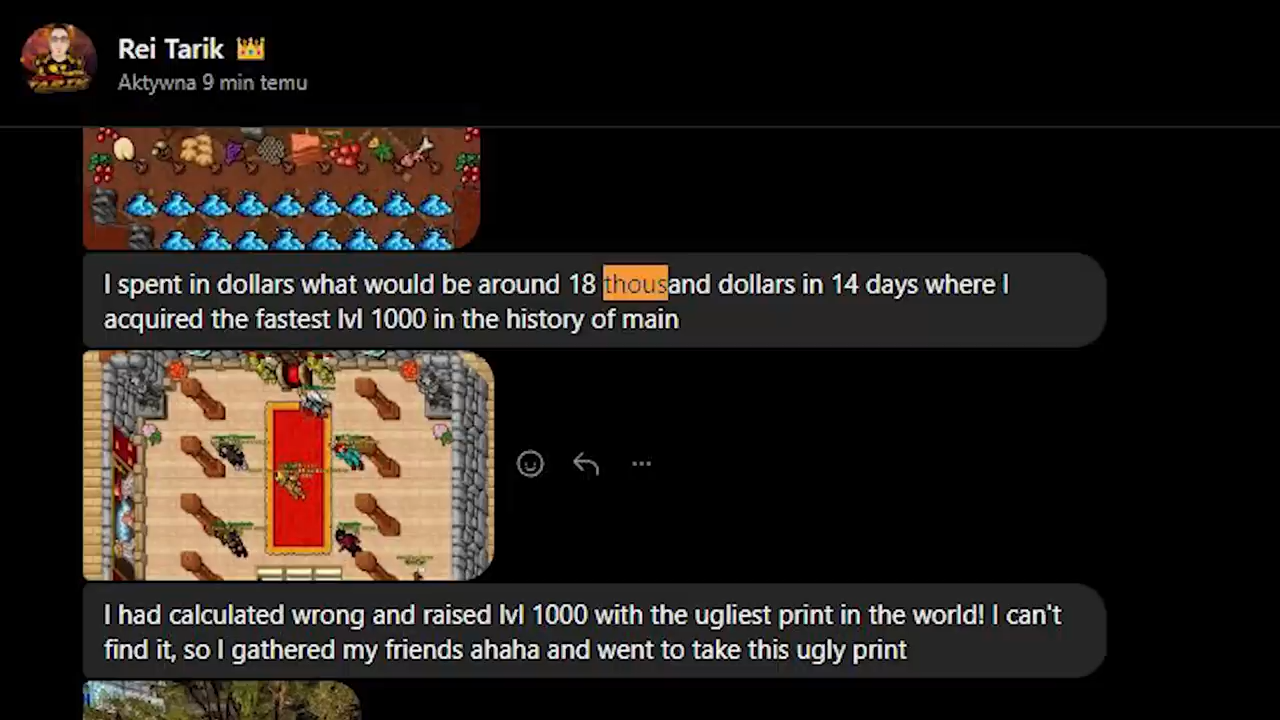 Rei Tarik 👑
Aktywna 9 min temu
I spent in dollars what would be around 18 thousand dollars in 14 days where I
acquired the fastest lvl 1000 in the history of main
I had calculated wrong and raised lvl 1000 with the ugliest print in the world! I can't
find it, so I gathered my friends ahaha and went to take this ugly print